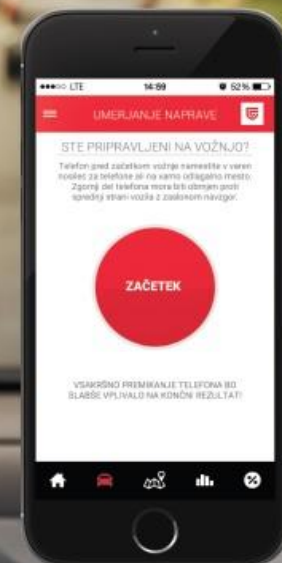 LTE 14:59 52%
UMERJANJE NAPRAVE
STE PRIPRAVLJENI NA VOŽNJO?
Telefon pred začetkom vožnje namestite v varen
nosilec za telefone ali na varno odlagalno mesto.
Zgornji del telefona mora biti obrnjen proti
sprednji strani vozila z zaslonom navzgor.
ZAČETEK
VSAKRŠNO PREMIKANJE TELEFONA BO
SLABŠE VPLIVALO NA KONČNI REZULTAT!